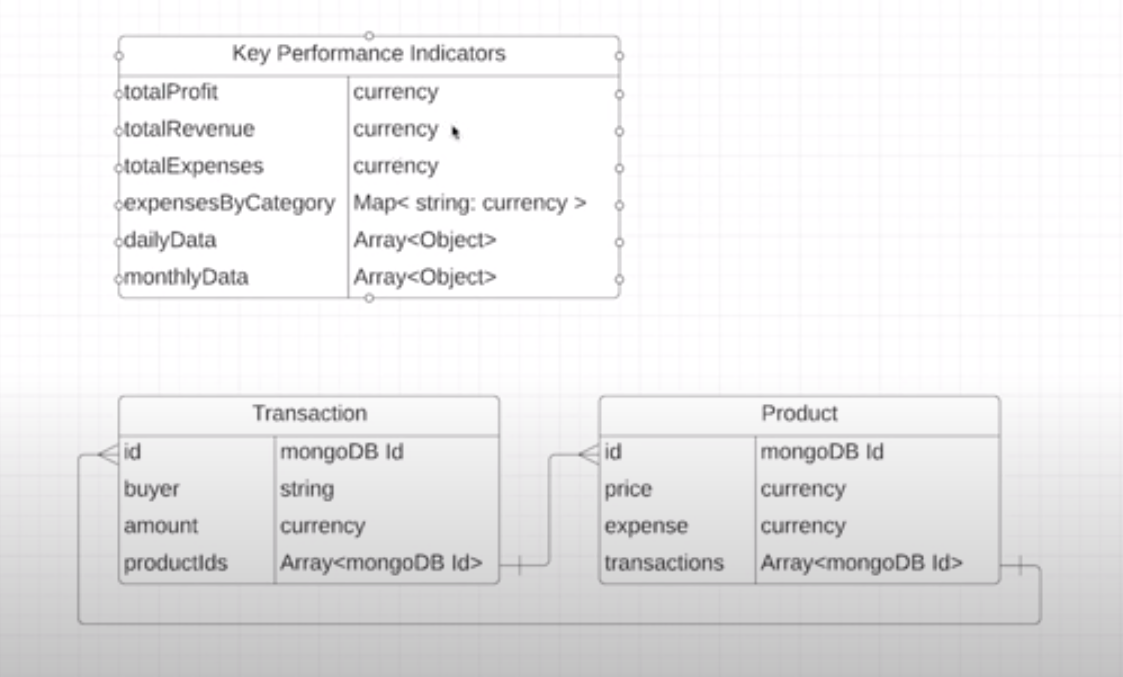 Key Performance Indicators
totalProfit currency
totalRevenue currency
totalExpenses currency
expensesByCategory Map< string: currency >
dailyData Array<Object>
monthlyData Array<Object>
Transaction
id mongoDB Id
buyer string
amount currency
productIds Array<mongoDB Id>
Product
id mongoDB Id
price currency
expense currency
transactions Array<mongoDB Id>